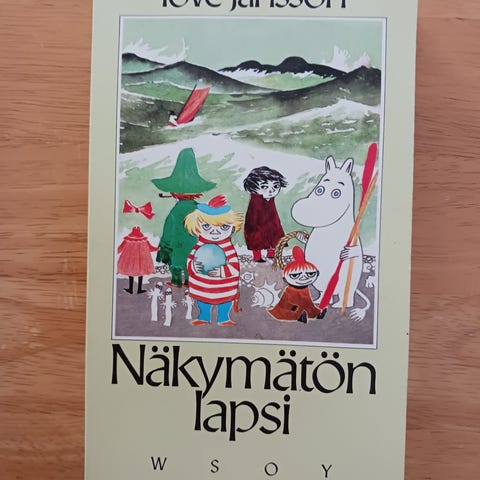 Tove Jansson
Näkymätön
lapsi
W S O Y